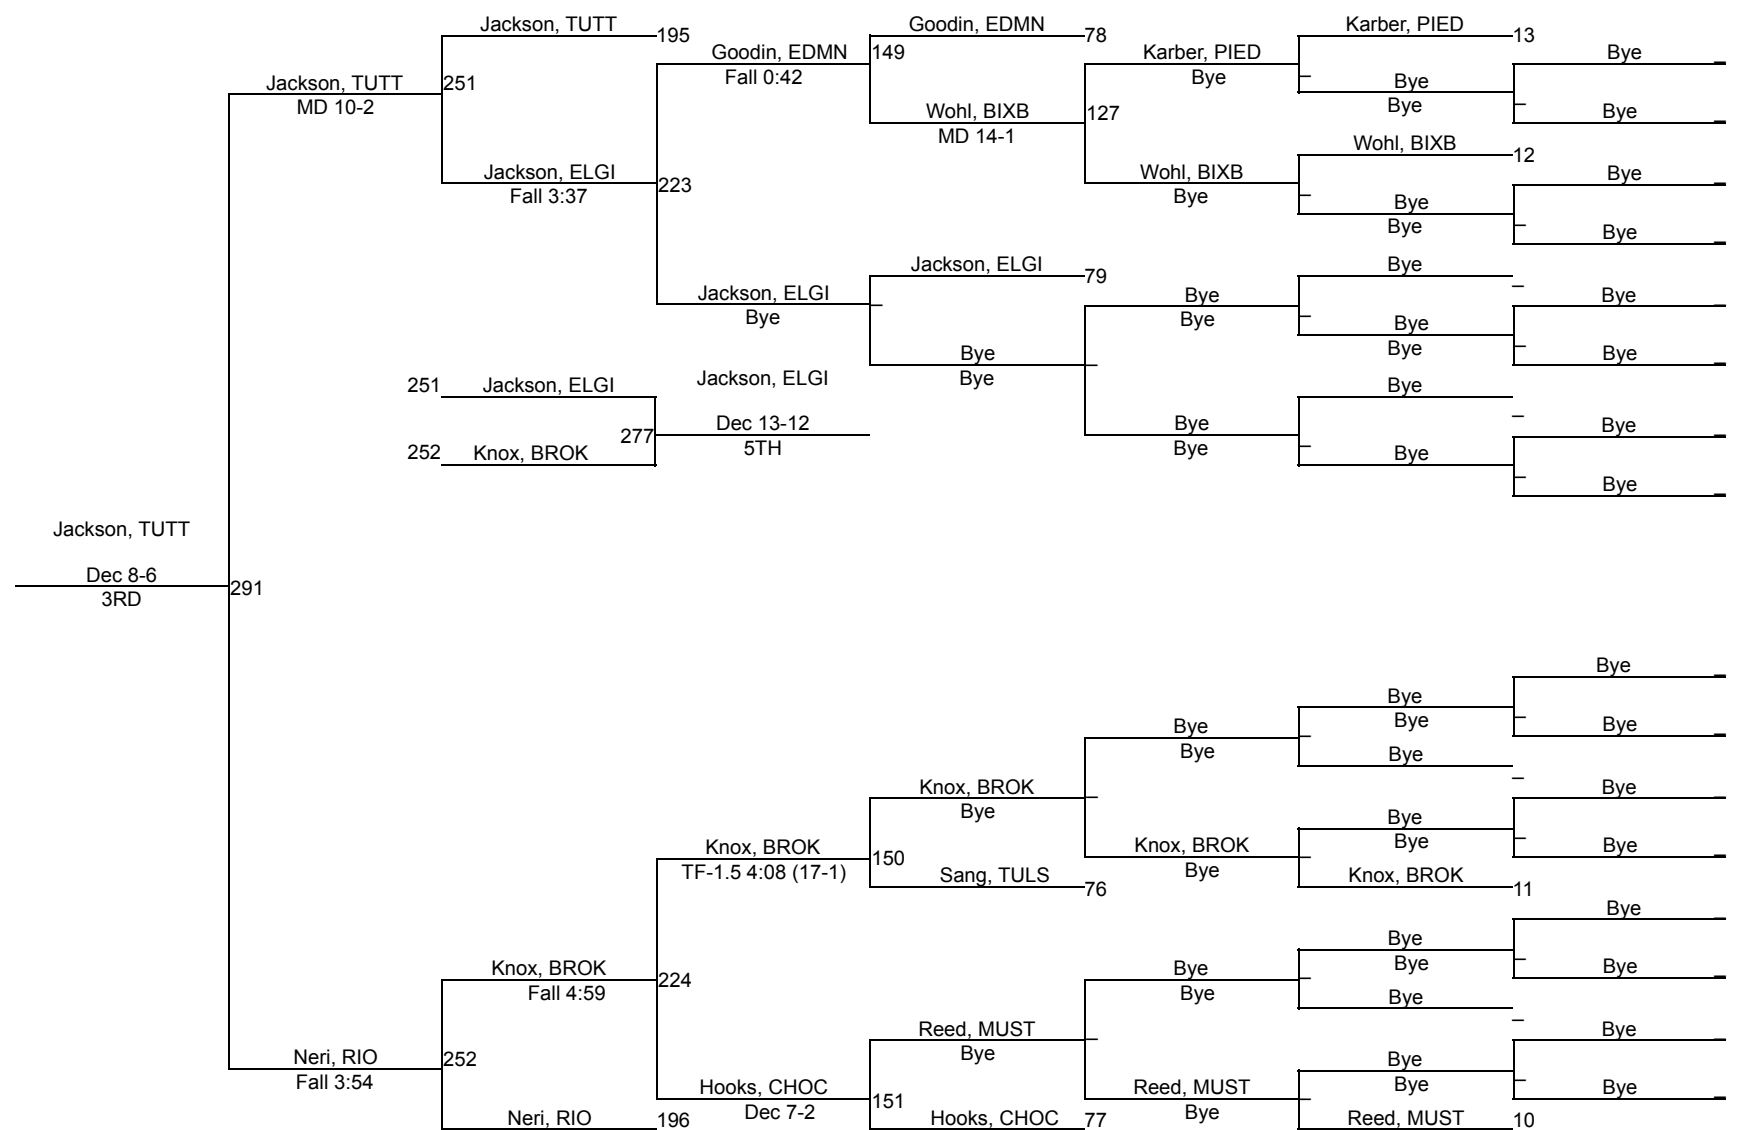 Jackson, TUTT
195
Goodin, EDMN
78
Karber, PIED
13
Goodin, EDMN
149
Karber, PIED
Bye
Fall 0:42
Bye
Bye
Jackson, TUTT
251
MD 10-2
Wohl, BIXB
127
Bye
Bye
MD 14-1
Wohl, BIXB
12
Jackson, ELGI
223
Wohl, BIXB
Bye
Fall 3:37
Bye
Bye
Bye
Bye
Jackson, ELGI
79
Bye
Jackson, ELGI
Bye
Bye
Bye
Bye
Bye
Bye
Bye
Bye
Bye
Jackson, ELGI
251
Jackson, ELGI
Bye
Dec 13-12
Bye
Bye
277
5TH
Bye
252
Knox, BROK
Bye
Bye
Jackson, TUTT
Dec 8-6
291
3RD
Bye
Bye
Bye
Bye
Bye
Bye
Bye
Knox, BROK
Bye
Bye
Bye
Knox, BROK
Knox, BROK
Bye
Bye
150
TF-1.5 4:08 (17-1)
Bye
Sang, TULS
76
Knox, BROK
11
Bye
Bye
Knox, BROK
Bye
Bye
Bye
Fall 4:59
224
Bye
Bye
Reed, MUST
Bye
Bye
Neri, RIO
252
Bye
Fall 3:54
Hooks, CHOC
Reed, MUST
Bye
Bye
Dec 7-2
151
Bye
Neri, RIO
196
Hooks, CHOC
77
Reed, MUST
10